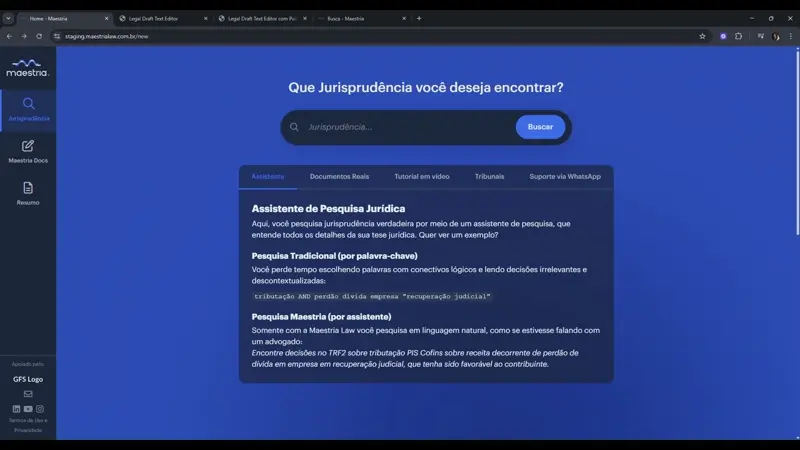 Home - Maestria
Legal Draft Text Editor
Legal Draft Text Editor com Pa
Busca - Maestria
staging.maestrialaw.com.br/new
maestria
Jurisprudência
Maestria Docs
Resumo
Que Jurisprudência você deseja encontrar?
Jurisprudência...
Buscar
Assistente
Documentos Reais
Tutorial em vídeo
Tribunais
Suporte via WhatsApp
Assistente de Pesquisa Jurídica
Aqui, você pesquisa jurisprudência verdadeira por meio de um assistente de pesquisa, que
entende todos os detalhes da sua tese jurídica. Quer ver um exemplo?
Pesquisa Tradicional (por palavra-chave)
Você perde tempo escolhendo palavras com conectivos lógicos e lendo decisões irrelevantes e
descontextualizadas:
tributação AND perdão dívida empresa "recuperação judicial"
Pesquisa Maestria (por assistente)
Somente com a Maestria Law você pesquisa em linguagem natural, como se estivesse falando com
um advogado:
Encontre decisões no TRF2 sobre tributação PIS Cofins sobre receita decorrente de perdão de
dívida em empresa em recuperação judicial, que tenha sido favorável ao contribuinte.
Apoiado pelo
GFS Logo
Termos de Uso e
Privacidade